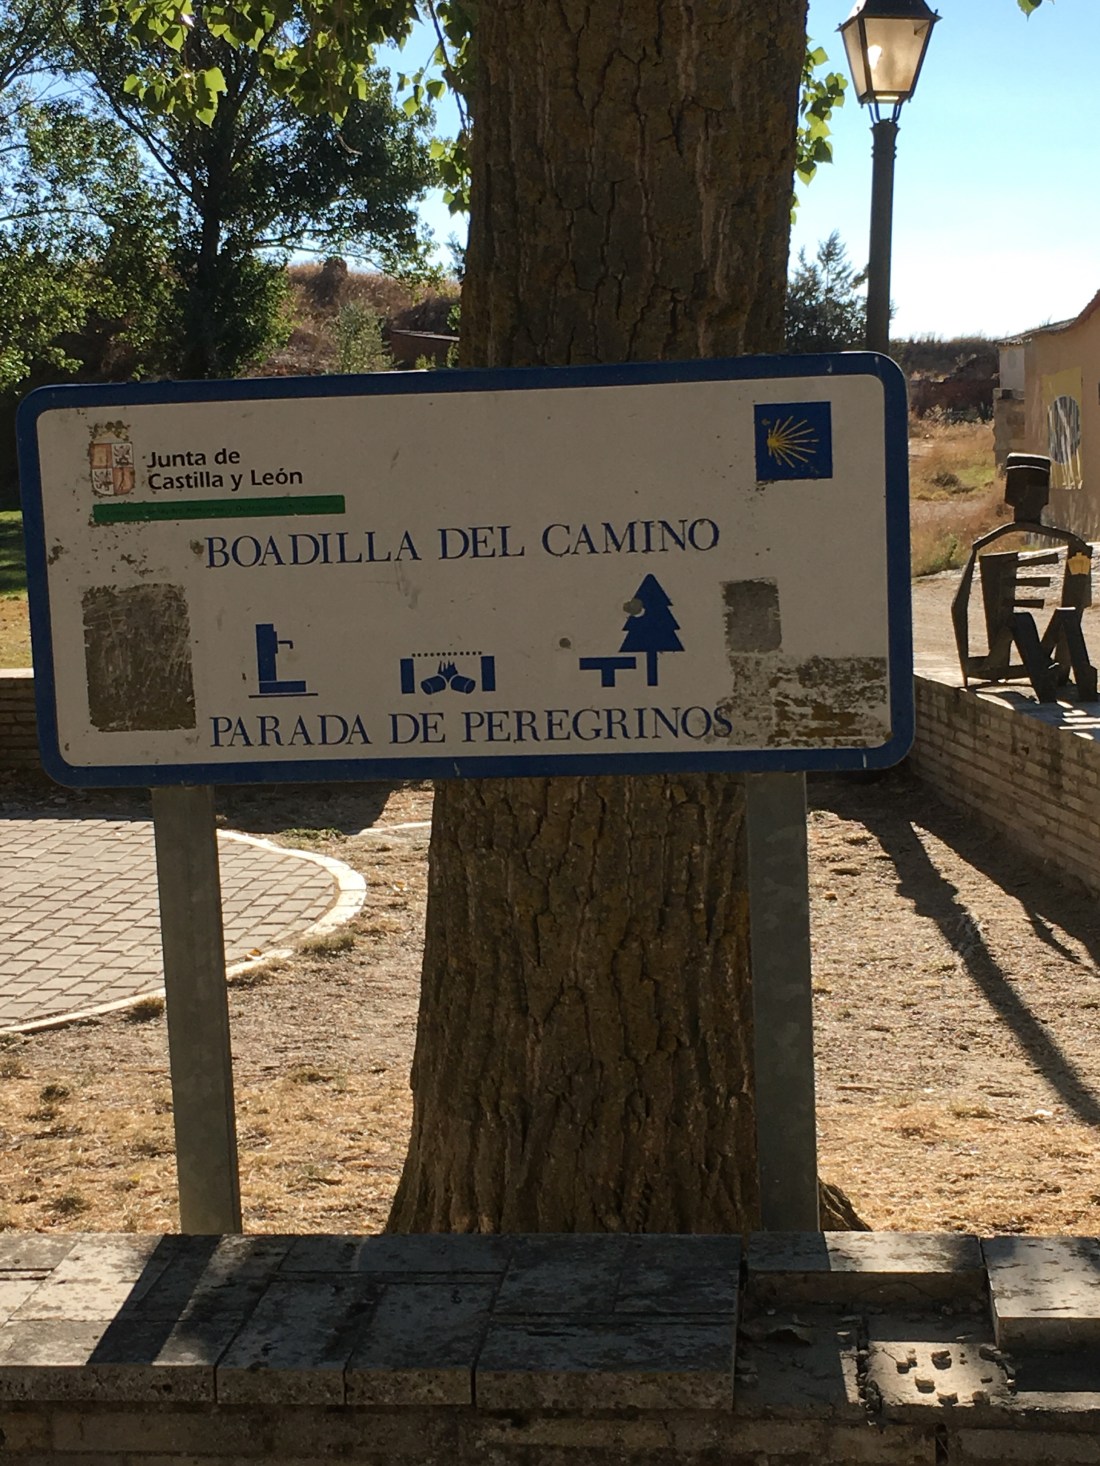 Junta de
Castilla y León
BOADILLA DEL CAMINO
PARADA DE PEREGRINOS